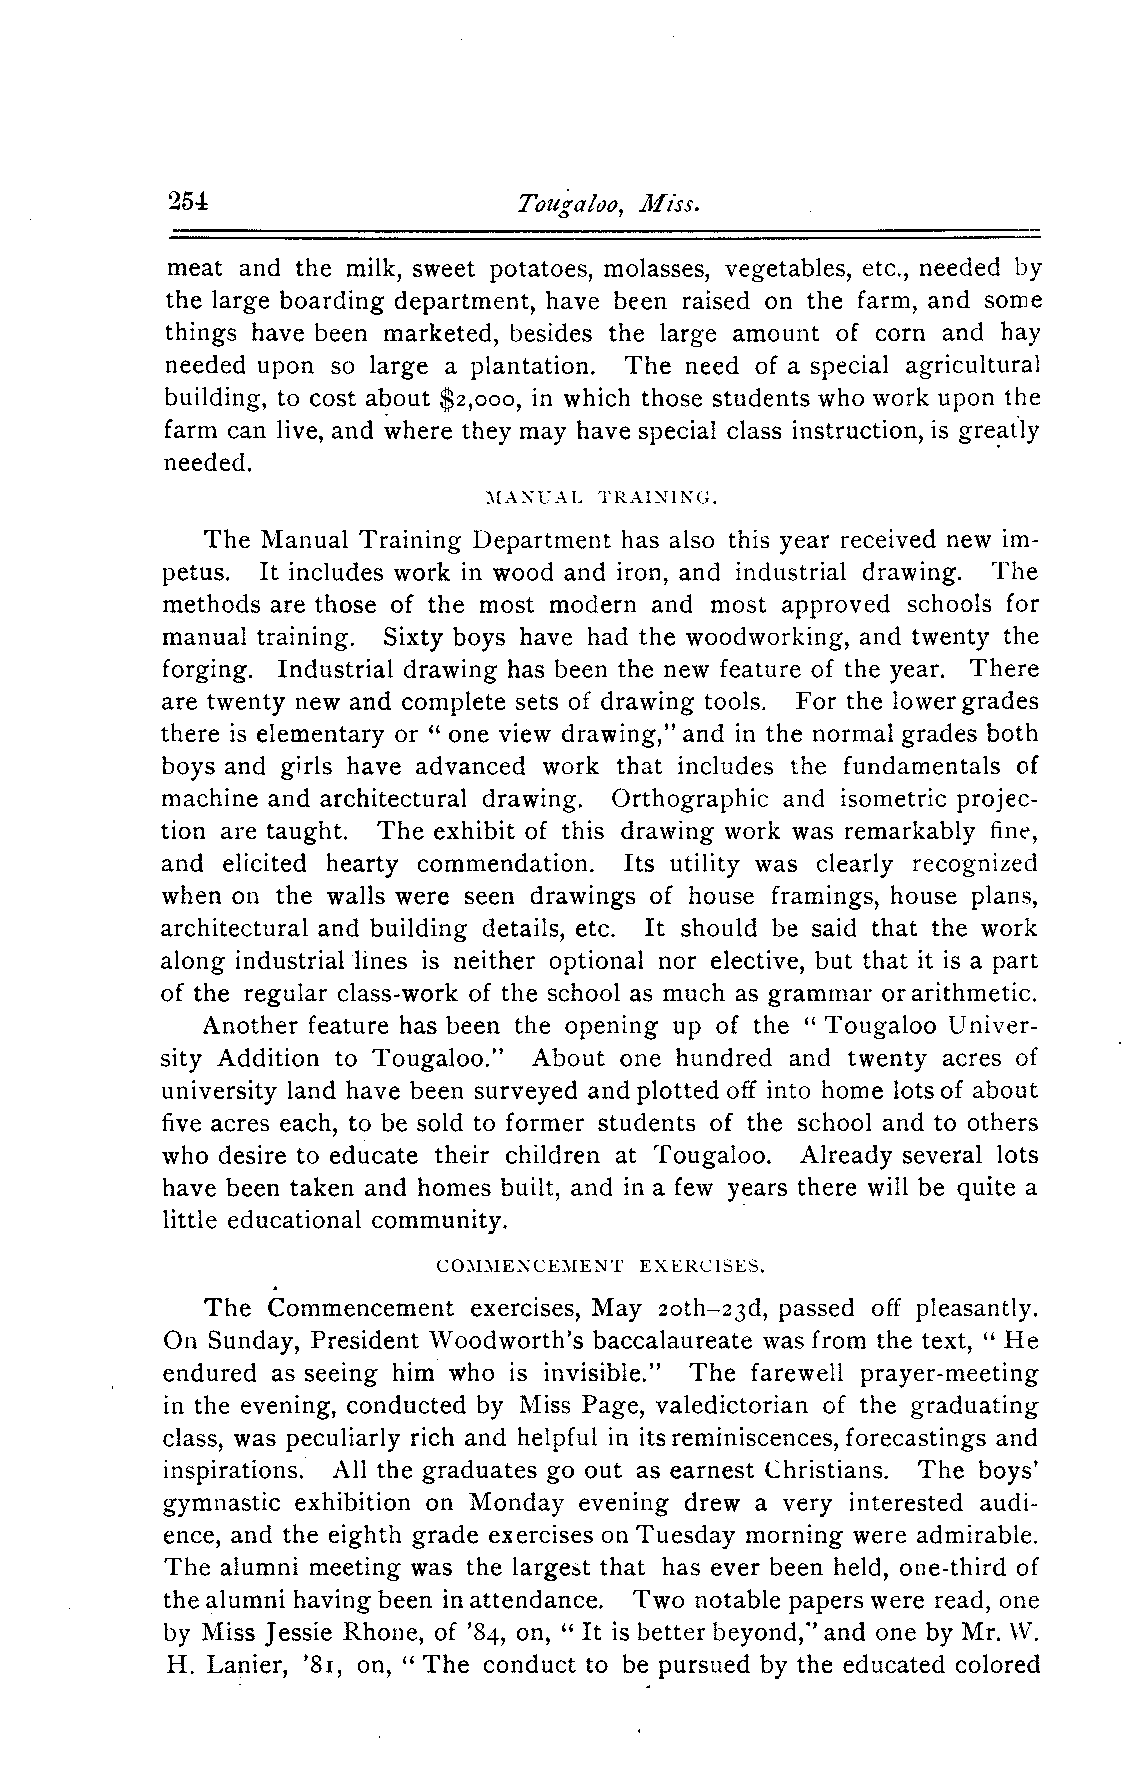 254 Tougaloo, Miss.
meat and the milk, sweet potatoes, molasses, vegetables, etc., needed by
the large boarding department, have been raised on the farm, and some
things have been marketed, besides the large amount of corn and hay
needed upon so large a plantation. The need of a special agricultural
building, to cost about $2,000, in which those students who work upon the
farm can live, and where they may have special class instruction, is greatly
needed.
MANUAL TRAINING.
The Manual Training Department has also this year received new im-
petus. It includes work in wood and iron, and industrial drawing. The
methods are those of the most modern and most approved schools for
manual training. Sixty boys have had the woodworking, and twenty the
forging. Industrial drawing has been the new feature of the year. There
are twenty new and complete sets of drawing tools. For the lower grades
there is elementary or " one view drawing," and in the normal grades both
boys and girls have advanced work that includes the fundamentals of
machine and architectural drawing. Orthographic and isometric projec-
tion are taught. The exhibit of this drawing work was remarkably fine,
and elicited hearty commendation. Its utility was clearly recognized
when on the walls were seen drawings of house framings, house plans,
architectural and building details, etc. It should be said that the work
along industrial lines is neither optional nor elective, but that it is a part
of the regular class-work of the school as much as grammar or arithmetic.
Another feature has been the opening up of the " Tougaloo Univer-
sity Addition to Tougaloo." About one hundred and twenty acres of
university land have been surveyed and plotted off into home lots of about
five acres each, to be sold to former students of the school and to others
who desire to educate their children at Tougaloo. Already several lots
have been taken and homes built, and in a few years there will be quite a
little educational community.
COMMENCEMENT EXERCISES.
The Commencement exercises, May 20th–23d, passed off pleasantly.
On Sunday, President Woodworth's baccalaureate was from the text, " He
endured as seeing him who is invisible." The farewell prayer-meeting
in the evening, conducted by Miss Page, valedictorian of the graduating
class, was peculiarly rich and helpful in its reminiscences, forecastings and
inspirations. All the graduates go out as earnest Christians. The boys'
gymnastic exhibition on Monday evening drew a very interested audi-
ence, and the eighth grade exercises on Tuesday morning were admirable.
The alumni meeting was the largest that has ever been held, one-third of
the alumni having been in attendance. Two notable papers were read, one
by Miss Jessie Rhone, of '84, on, " It is better beyond," and one by Mr. W.
H. Lanier, '81, on, " The conduct to be pursued by the educated colored